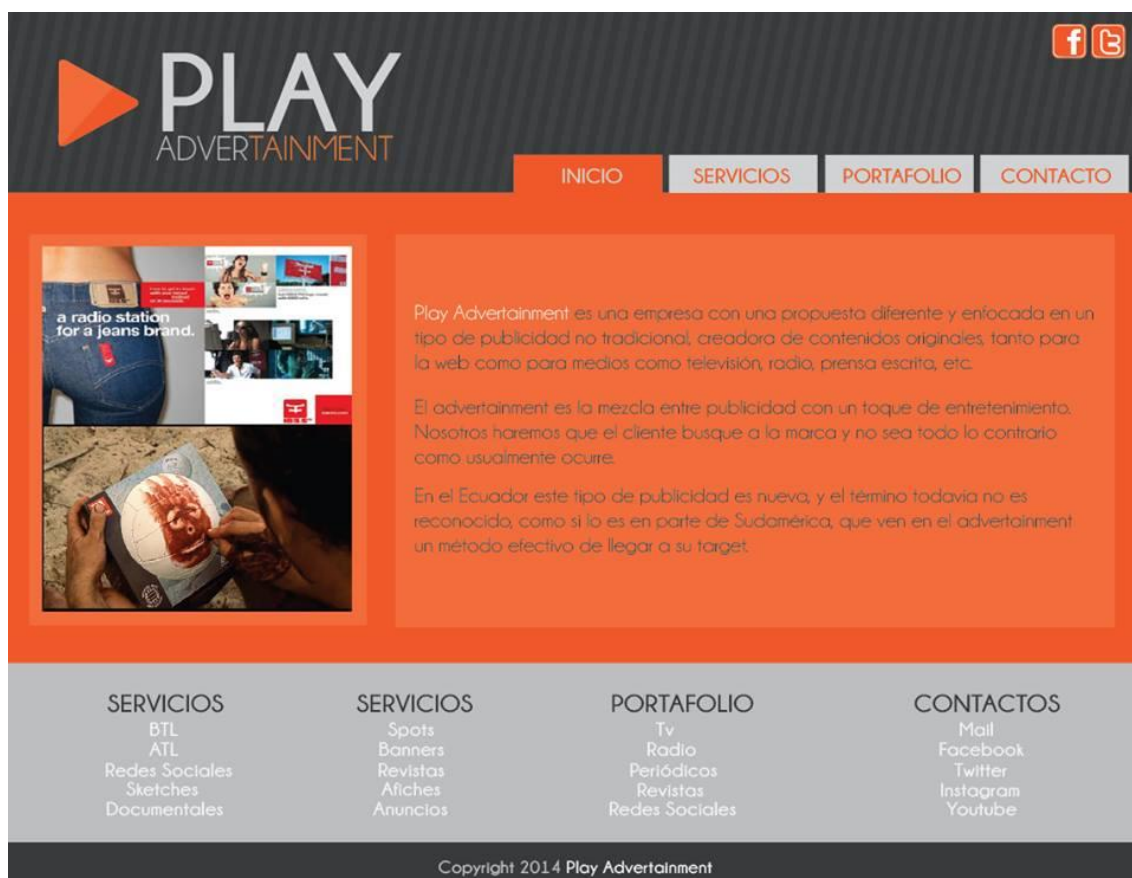 PLAY
ADVERTAINMENT
INICIO
SERVICIOS
PORTAFOLIO
CONTACTO
a radio station
for a jeans brand.
Play Advertainment es una empresa con una propuesta diferente y enfocada en un
tipo de publicidad no tradicional, creadora de contenidos originales, tanto para
la web como para medios como televisión, radio, prensa escrita, etc.
El advertainment es la mezcla entre publicidad con un toque de entretenimiento.
Nosotros haremos que el cliente busque a la marca y no sea todo lo contrario
como usualmente ocurre.
En el Ecuador este tipo de publicidad es nueva, y el término todavia no es
reconocido, como si lo es en parte de Sudamérica, que ven en el advertainment
un método efectivo de llegar a su target.
SERVICIOS
BTL
ATL
Redes Sociales
Sketches
Documentales
SERVICIOS
Spots
Banners
Revistas
Afiches
Anuncios
PORTAFOLIO
Tv
Radio
Periódicos
Revistas
Redes Sociales
CONTACTOS
Mail
Facebook
Twitter
Instagram
Youtube
Copyright 2014 Play Advertainment